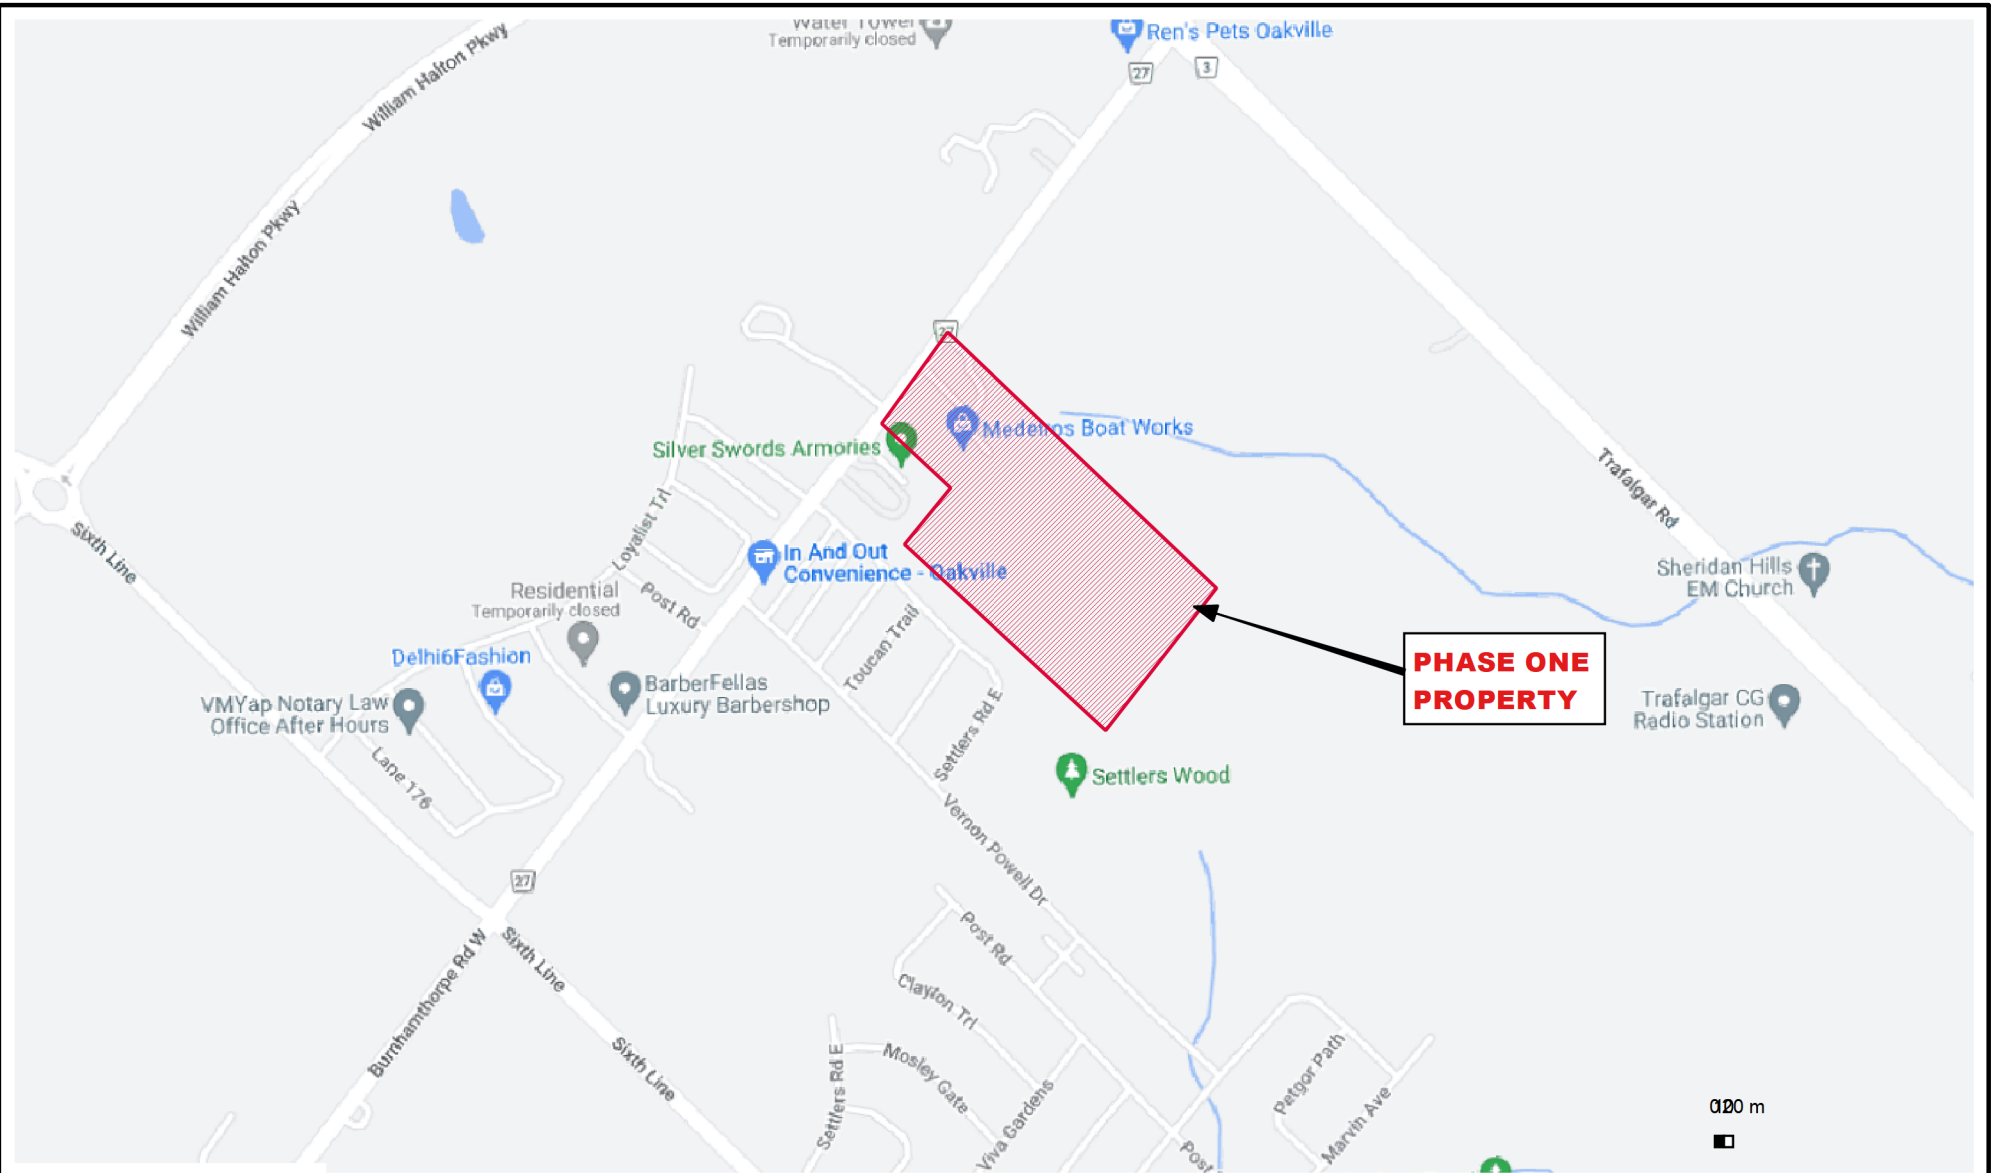 Water Tower
Temporarily closed
Ren's Pets Oakville
27
3
William Halton Pkwy
William Halton Pkwy
27
Medeiros Boat Works
Silver Swords Armories
Trafalgar Rd
Loyalist Trl
Sixth Line
In And Out
Convenience - Oakville
Sheridan Hills
EM Church
Residential
Temporarily closed
Post Rd
Toucan Trail
Delhi6Fashion
BarberFellas
Luxury Barbershop
VMYap Notary Law
Office After Hours
PHASE ONE
PROPERTY
Trafalgar CG
Radio Station
Settlers Rd E
Lane 176
Settlers Wood
Vernon Powell Dr
27
Post Rd
Sixth Line
Burnhamthorpe Rd W
Clayton Trl
Sixth Line
Mosley Gate
Settlers Rd E
Viva Gardens
Petgor Path
Marvin Ave
Post